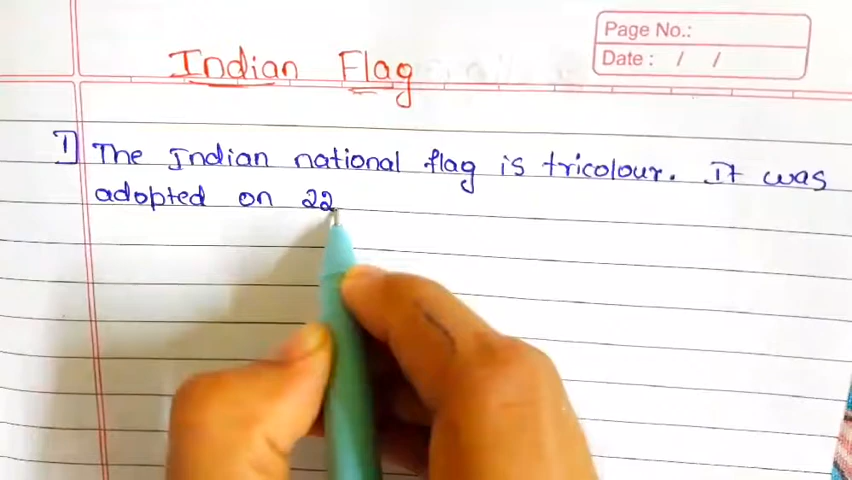 Page No.:
Date : / /
Indian Flag
1] The Indian national flag is tricolour. It was
adopted on 22